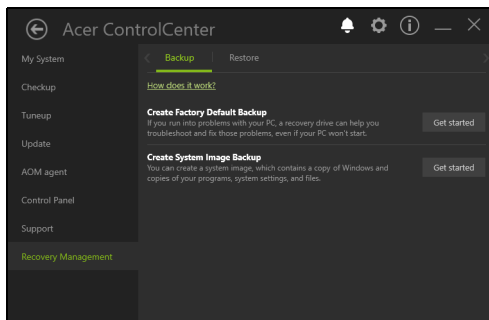 Acer ControlCenter
My System
Checkup
Tuneup
Update
AOM agent
Control Panel
Support
Recovery Management
Backup
Restore
How does it work?
Create Factory Default Backup
If you run into problems with your PC, a recovery drive can help you
troubleshoot and fix those problems, even if your PC won't start.
Get started
Create System Image Backup
You can create a system image, which contains a copy of Windows and
copies of your programs, system settings, and files.
Get started